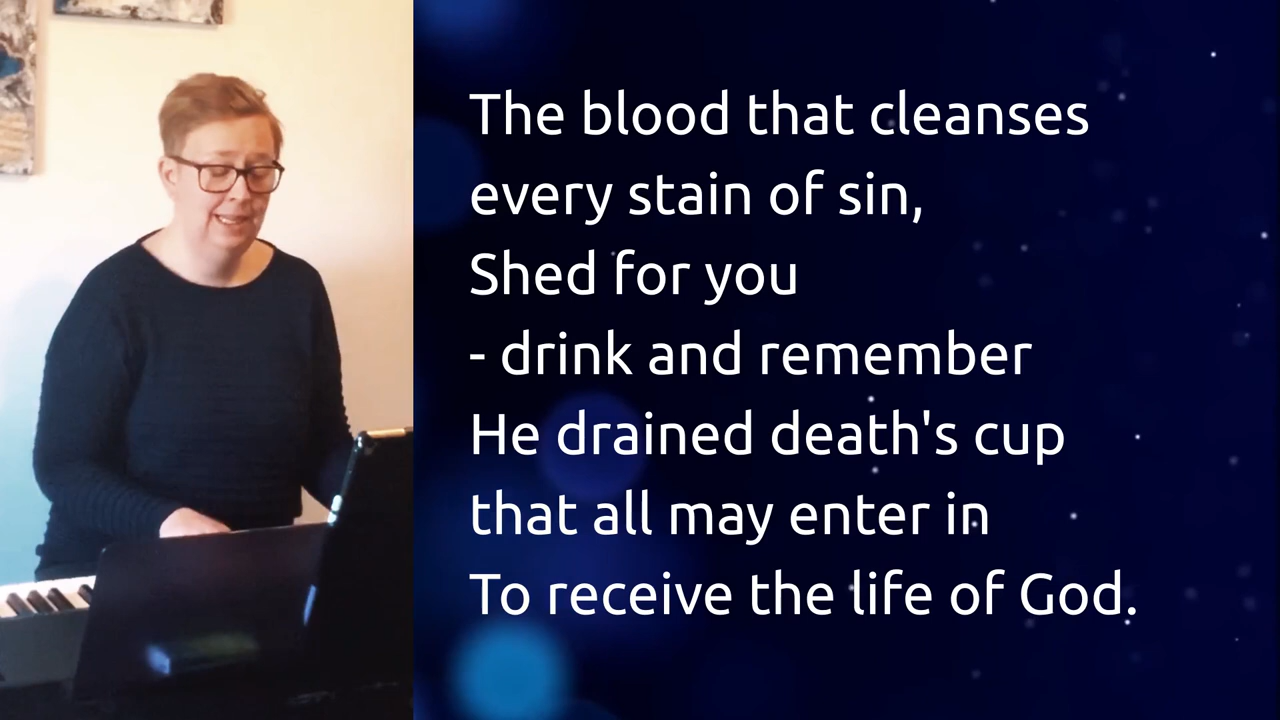 The blood that cleanses
every stain of sin,
Shed for you
- drink and remember
He drained death's cup
that all may enter in
To receive the life of God.